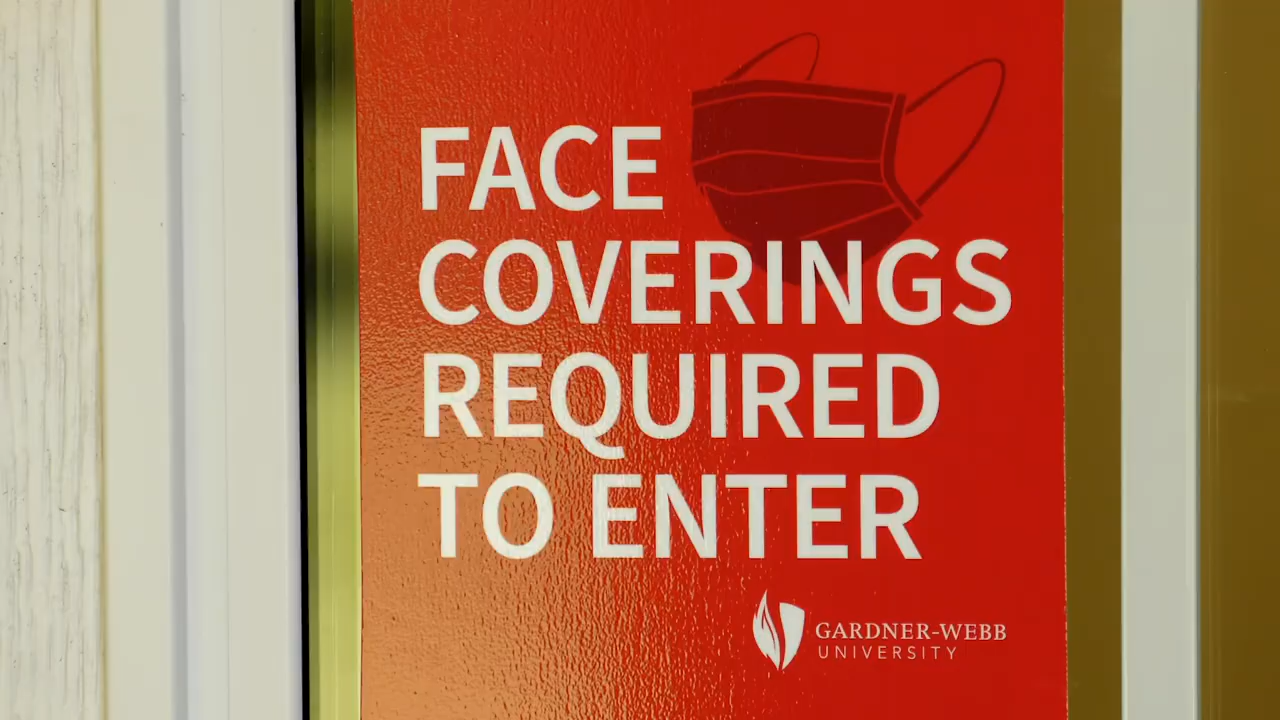 FACE
COVERINGS
REQUIRED
TO ENTER
GARDNER-WEBB
UNIVERSITY